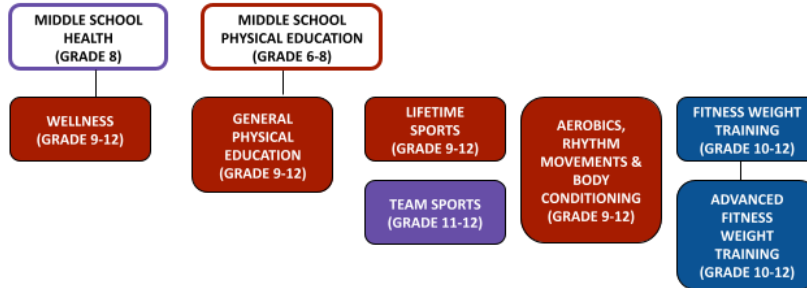 MIDDLE SCHOOL
HEALTH
(GRADE 8)
MIDDLE SCHOOL
PHYSICAL EDUCATION
(GRADE 6-8)
WELLNESS
(GRADE 9-12)
GENERAL
PHYSICAL
EDUCATION
(GRADE 9-12)
LIFETIME
SPORTS
(GRADE 9-12)
TEAM SPORTS
(GRADE 11-12)
AEROBICS,
RHYTHM
MOVEMENTS &
BODY
CONDITIONING
(GRADE 9-12)
FITNESS WEIGHT
TRAINING
(GRADE 10-12)
ADVANCED
FITNESS
WEIGHT
TRAINING
(GRADE 10-12)